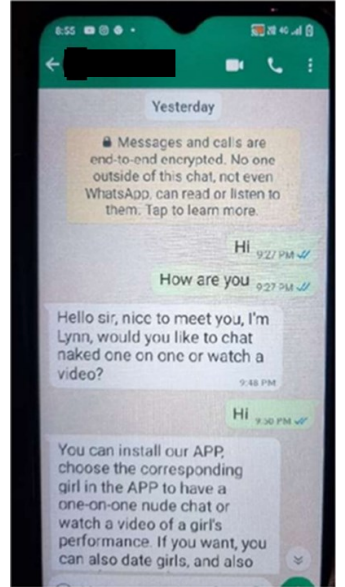 8:55
4G
Yesterday
Messages and calls are
end-to-end encrypted. No one
outside of this chat, not even
WhatsApp, can read or listen to
them. Tap to learn more.
Hi
9:27 PM
How are you
9:27 PM
Hello sir, nice to meet you, I'm
Lynn, would you like to chat
naked one on one or watch a
video?
9:48 PM
Hi
9:50 PM
You can install our APP,
choose the corresponding
girl in the APP to have a
one-on-one nude chat or
watch a video of a girl's
performance. If you want, you
can also date girls, and also